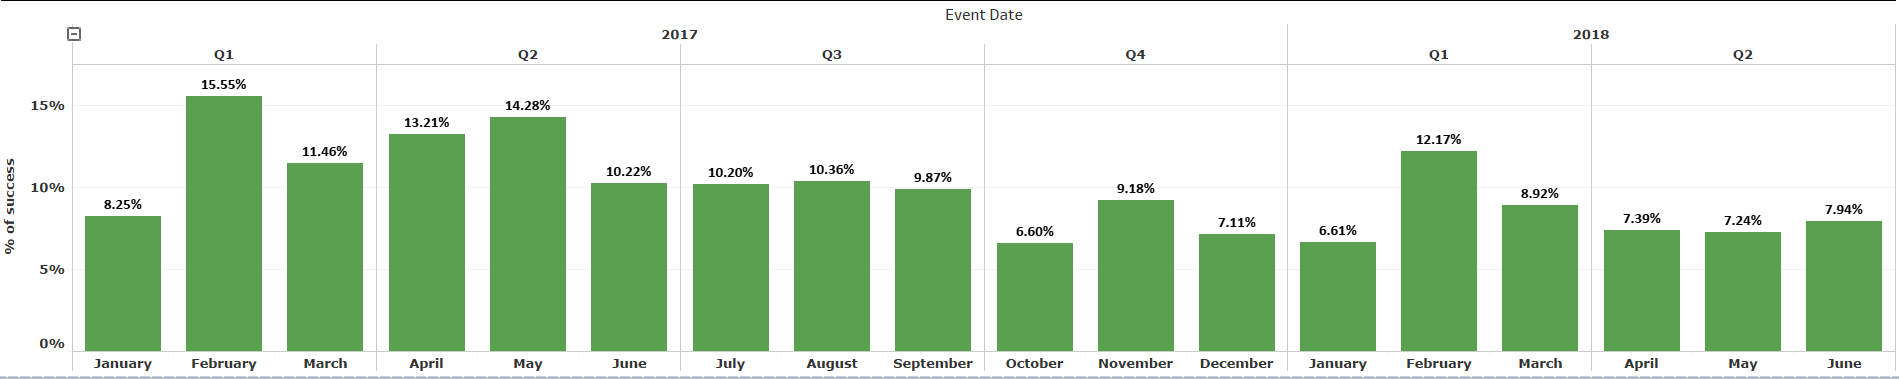 Event Date
2017 2018
Q1 Q2 Q3 Q4 Q1 Q2
% of success
15%
10%
5%
0%
8.25% 15.55% 11.46% 13.21% 14.28% 10.22% 10.20% 10.36% 9.87% 6.60% 9.18% 7.11% 6.61% 12.17% 8.92% 7.39% 7.24% 7.94%
January February March April May June July August September October November December January February March April May June